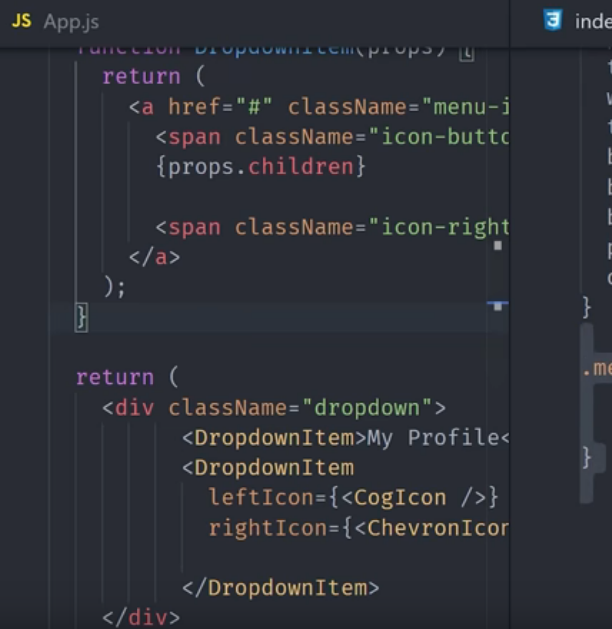 JS App.js
function DropdownItem(props) {
return (
<a href="#" className="menu-i
<span className="icon-butto
{props.children}
<span className="icon-right
</a>
);
}
return (
<div className="dropdown">
<DropdownItem>My Profile<
<DropdownItem
leftIcon={<CogIcon />}
rightIcon={<ChevronIcon
</DropdownItem>
</div>
inde
}
.me
}